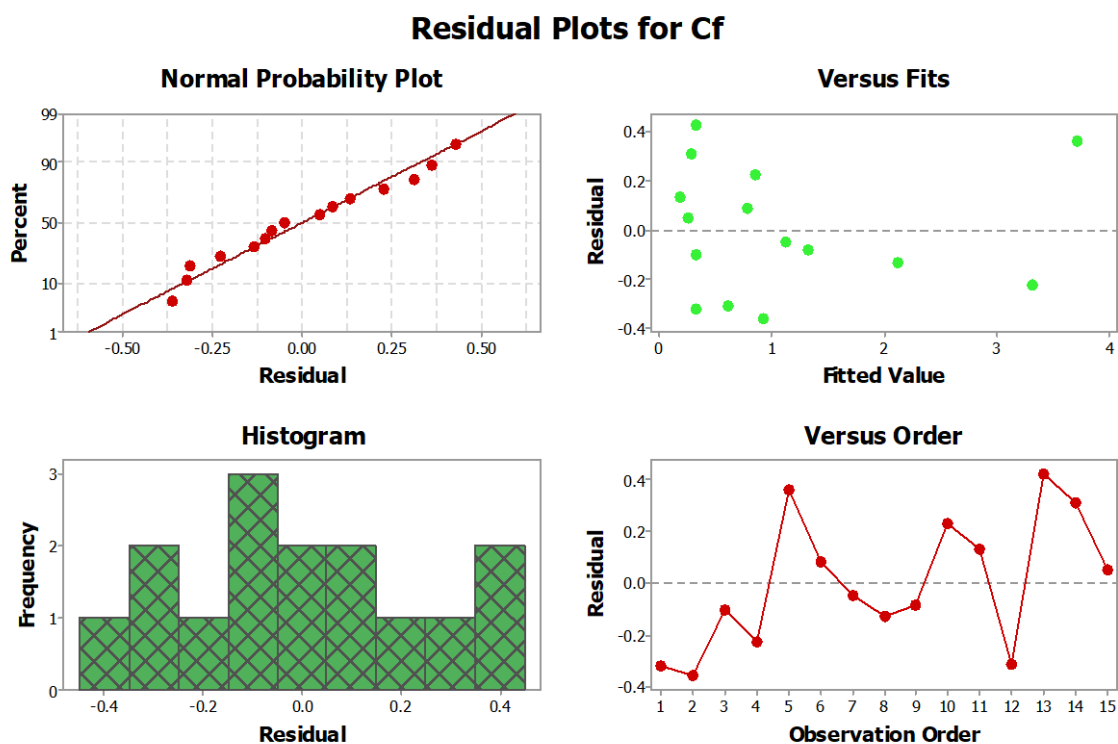 Residual Plots for Cf
Normal Probability Plot
99
90
50
10
1
Percent
-0.50 -0.25 0.00 0.25 0.50
Residual
Versus Fits
0.4
0.2
0.0
-0.2
-0.4
Residual
0 1 2 3 4
Fitted Value
Histogram
3
2
1
0
Frequency
-0.4 -0.2 0.0 0.2 0.4
Residual
Versus Order
0.4
0.2
0.0
-0.2
-0.4
Residual
1 2 3 4 5 6 7 8 9 10 11 12 13 14 15
Observation Order